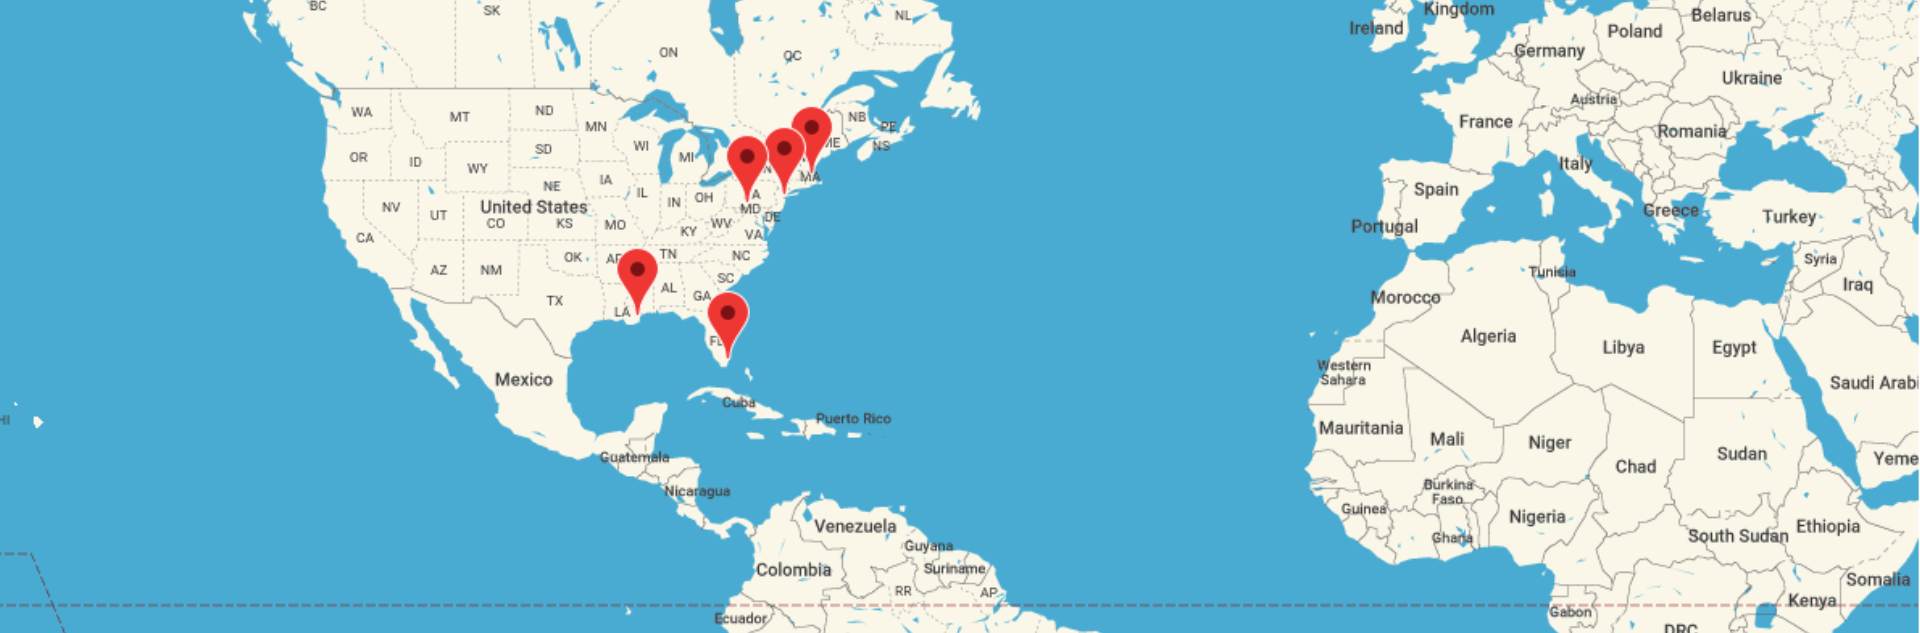 BC
SK
NL
Kingdom
Ireland
Belarus
Poland
Germany
ON
QC
Ukraine
WA
MT
ND
MN
NB
PE
Austria
France
Romania
OR
ID
WY
SD
WI
MI
ME
NS
Italy
MA
NV
UT
NE
IA
IL
IN
OH
MD
DE
Spain
Greece
Turkey
United States
CO
KS
MO
KY
WV
VA
Portugal
CA
AZ
NM
OK
TN
NC
SC
Tunisia
Syria
Iraq
TX
AL
GA
LA
Morocco
Algeria
Libya
Egypt
Western
Sahara
Mexico
Saudi Arabi
Cuba
Puerto Rico
HI
Mauritania
Mali
Niger
Chad
Sudan
Yeme
Guatemala
Nicaragua
Burkina
Faso
Guinea
Ghana
Nigeria
South Sudan
Ethiopia
Venezuela
Guyana
Suriname
Colombia
RR
AP
Somalia
Kenya
Ecuador
Gabon
DRC